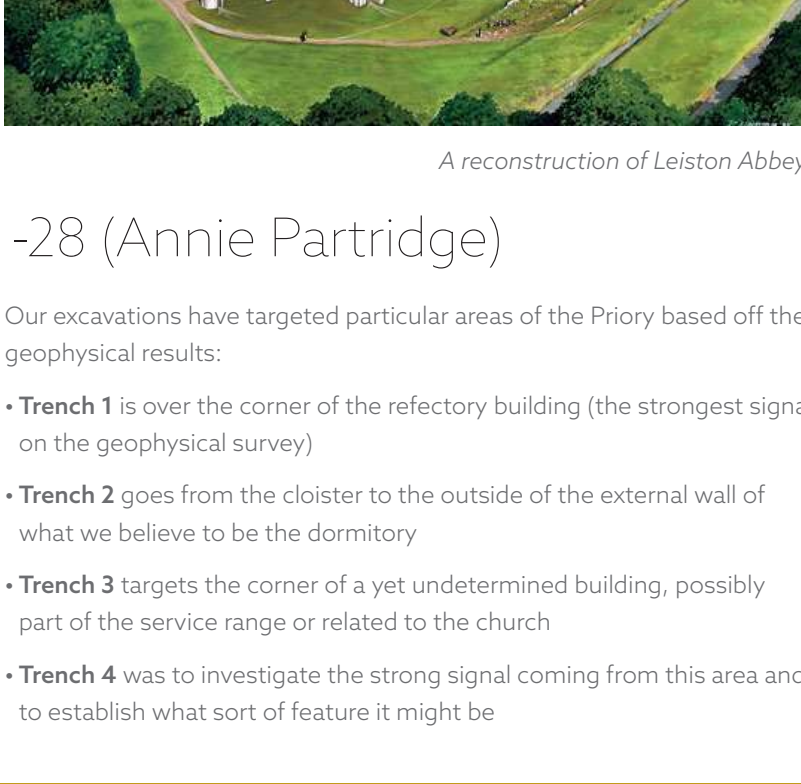 A reconstruction of Leiston Abbey
-28 (Annie Partridge)
Our excavations have targeted particular areas of the Priory based off the
geophysical results:
• Trench 1 is over the corner of the refectory building (the strongest signa
on the geophysical survey)
• Trench 2 goes from the cloister to the outside of the external wall of
what we believe to be the dormitory
• Trench 3 targets the corner of a yet undetermined building, possibly
part of the service range or related to the church
• Trench 4 was to investigate the strong signal coming from this area and
to establish what sort of feature it might be